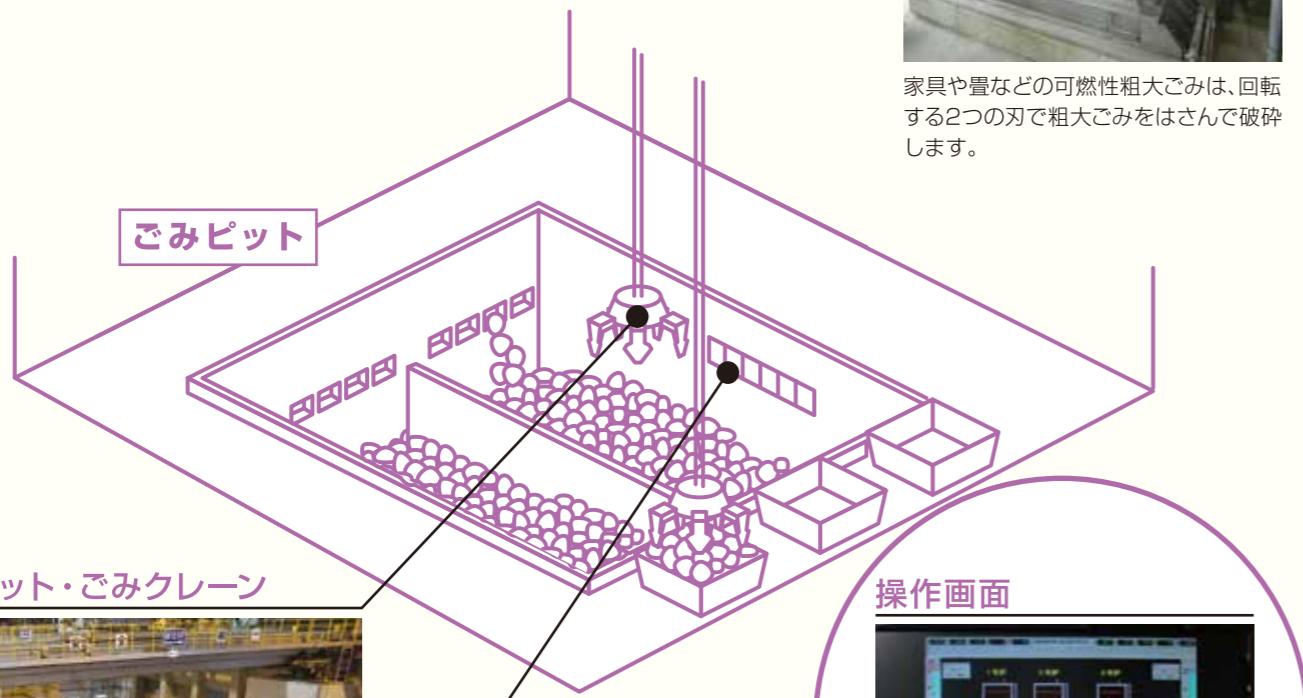 家具や畳などの可燃性粗大ごみは、回転
する2つの刃で粗大ごみをはさんで破砕
します。
ごみピット
ット・ごみクレーン
操作画面